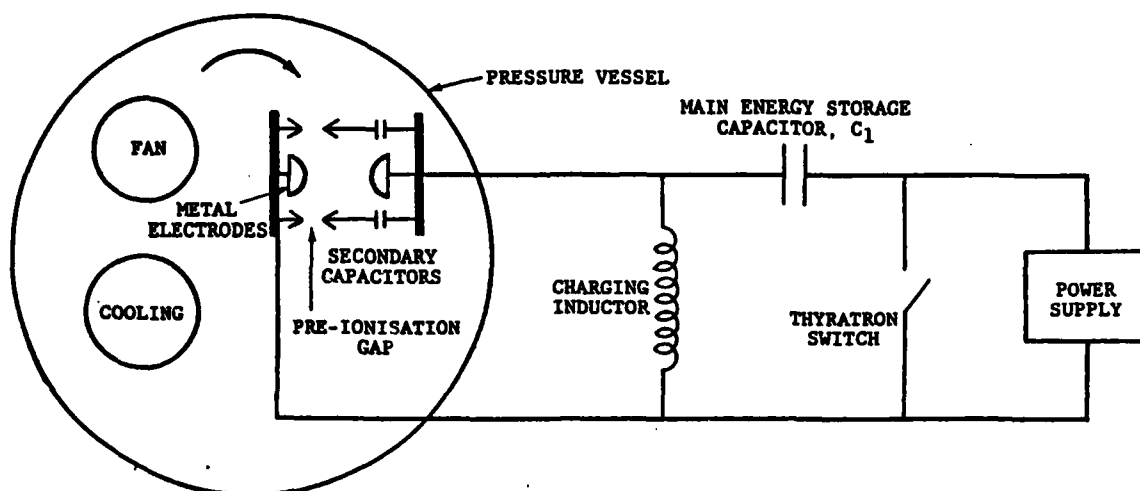 PRESSURE VESSEL
MAIN ENERGY STORAGE
CAPACITOR, C1
FAN
METAL
ELECTRODES
SECONDARY
CAPACITORS
COOLING
PRE-IONISATION
GAP
CHARGING
INDUCTOR
THYRATRON
SWITCH
POWER
SUPPLY